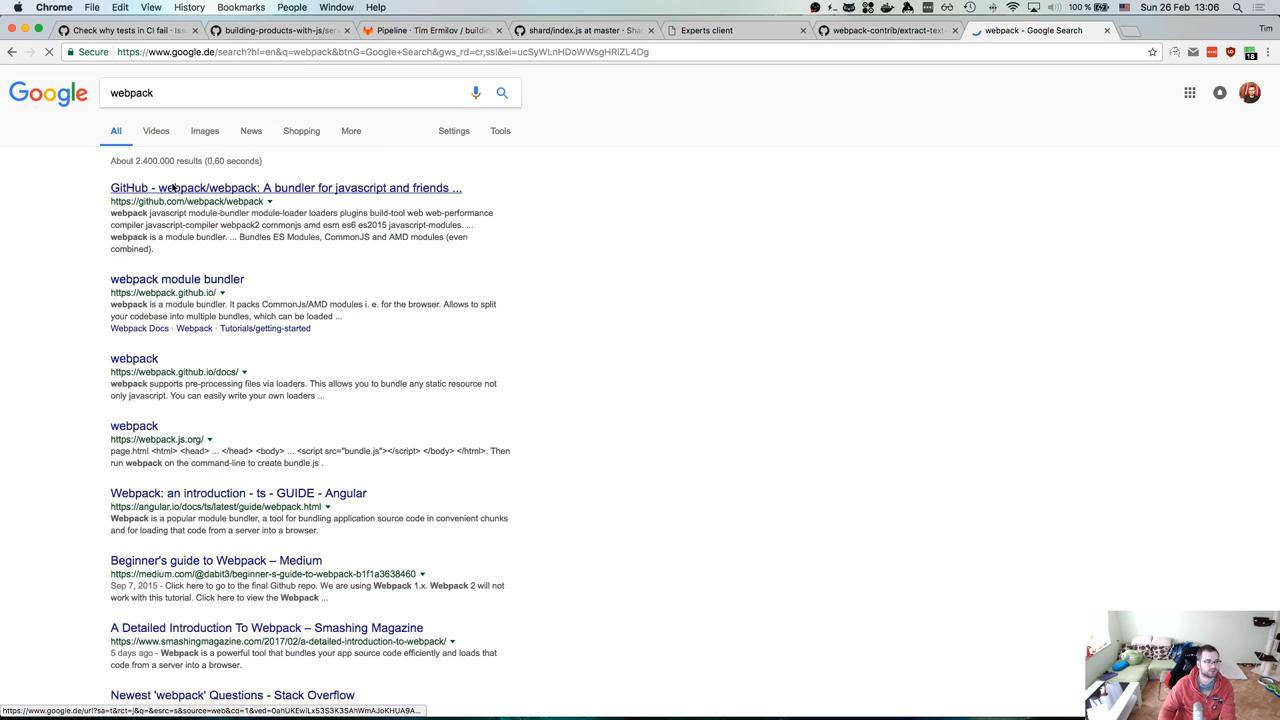 Chrome File Edit View History Bookmarks People Window Help 100 % Sun 26 Feb 13:06
Check why tests in CI fail · Iss
building-products-with-js/serv
Pipeline · Tim Ermilov / buildin
shard/index.js at master · Sha
Experts client
webpack-contrib/extract-text-
webpack - Google Search
Tim
Secure https://www.google.de/search?hl=en&q=webpack&btnG=Google+Search&gws_rd=cr,ssl&ei=ucSyWLnHDoWWsgHRlZL4Dg
18
Google
webpack
All Videos Images News Shopping More Settings Tools
About 2.400.000 results (0,60 seconds)
GitHub - webpack/webpack: A bundler for javascript and friends ...
https://github.com/webpack/webpack
webpack javascript module-bundler module-loader loaders plugins build-tool web web-performance
compiler javascript-compiler webpack2 commonjs amd esm es6 es2015 javascript-modules. ...
webpack is a module bundler. ... Bundles ES Modules, CommonJS and AMD modules (even
combined).
webpack module bundler
https://webpack.github.io/
webpack is a module bundler. It packs CommonJs/AMD modules i. e. for the browser. Allows to split
your codebase into multiple bundles, which can be loaded ...
Webpack Docs · Webpack · Tutorials/getting-started
webpack
https://webpack.github.io/docs/
webpack supports pre-processing files via loaders. This allows you to bundle any static resource not
only javascript. You can easily write your own loaders ...
webpack
https://webpack.js.org/
page.html <html> <head> ... </head> <body> ... <script src="bundle.js"></script> </body> </html>. Then
run webpack on the command-line to create bundle.js .
Webpack: an introduction - ts - GUIDE - Angular
https://angular.io/docs/ts/latest/guide/webpack.html
Webpack is a popular module bundler, a tool for bundling application source code in convenient chunks
and for loading that code from a server into a browser.
Beginner's guide to Webpack – Medium
https://medium.com/@dabit3/beginner-s-guide-to-webpack-b1f1a3638460
Sep 7, 2015 - Click here to go to the final Github repo. We are using Webpack 1.x. Webpack 2 will not
work with this tutorial. Click here to view the Webpack ...
A Detailed Introduction To Webpack – Smashing Magazine
https://www.smashingmagazine.com/2017/02/a-detailed-introduction-to-webpack/
5 days ago - Webpack is a powerful tool that bundles your app source code efficiently and loads that
code from a server into a browser.
Newest 'webpack' Questions - Stack Overflow
https://www.google.de/url?sa=t&rct=j&q=&esrc=s&source=web&cd=1&ved=0ahUKEwiLx53S3K3SAhWmAJoKHUA9A...